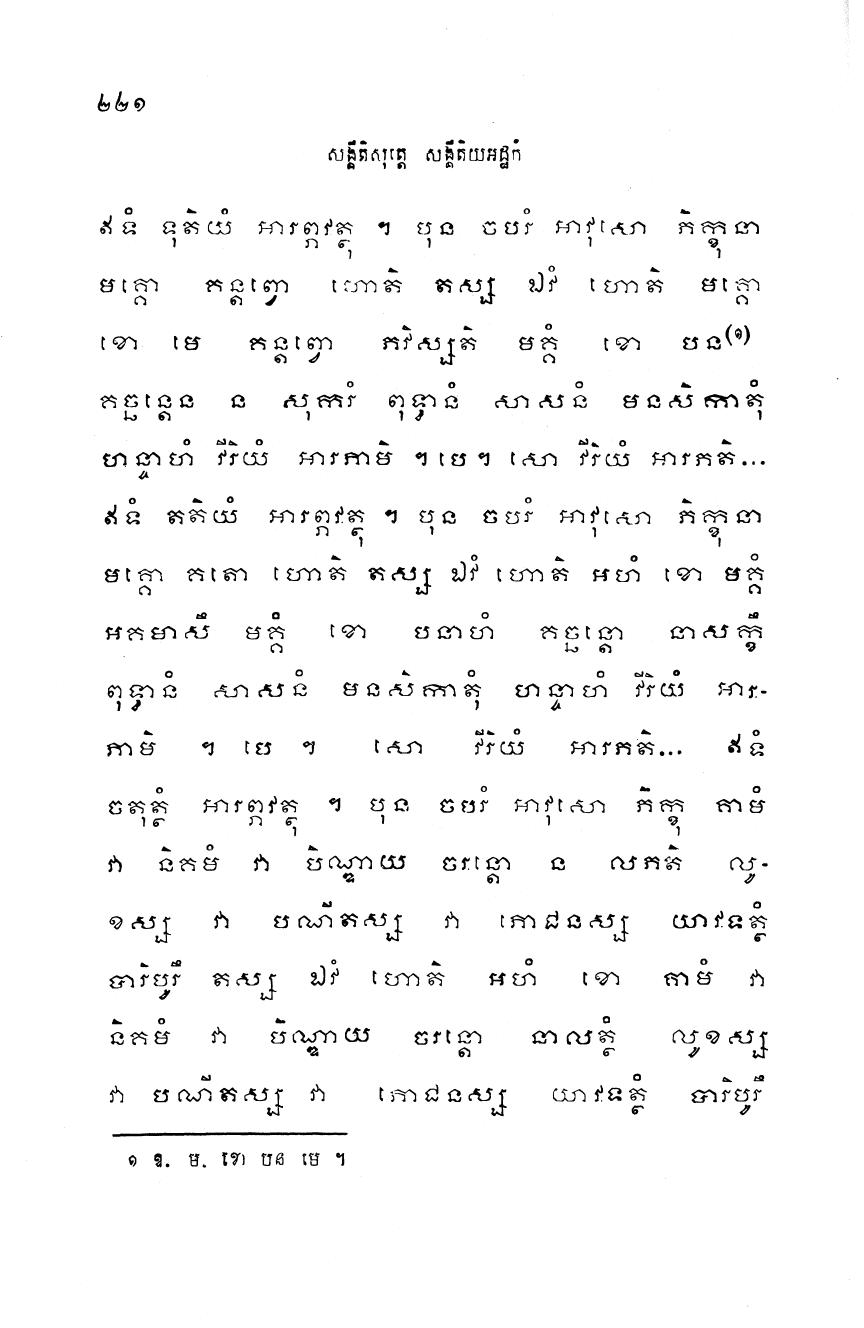 ២២១
សង្គីតិសុត្តេ សង្គីតិយអដ្ឋកំ
ឥទំ ទុតិយំ អារព្ភវត្ថុ ។ បុន ចបរំ អាវុសោ ភិក្ខុនា
មគ្គោ គន្តព្វោ ហោតិ តស្ស ឯវំ ហោតិ មគ្គោ
ខោ មេ គន្តព្វោ ភវិស្សតិ មគ្គំ ខោ បន(១)
គច្ឆន្តេន ន សុករំ ពុទ្ធានំ សាសនំ មនសិកាតុំ
ហន្ទាហំ វីរិយំ អារភាមិ ។ បេ។ សោ វីរិយំ អារភតិ...
ឥទំ តតិយំ អារព្ភវត្ថុ ។ បុន ចបរំ អាវុសោ ភិក្ខុនា
មគ្គោ គតោ ហោតិ តស្ស ឯវំ ហោតិ អហំ ខោ មគ្គំ
អគមាសឹ មគ្គំ ខោ បនាហំ គច្ឆន្តោ នាសក្ខឹ
ពុទ្ធានំ សាសនំ មនសិកាតុំ ហន្ទាហំ វីរិយំ អារ-
ភាមិ ។ បេ ។ សោ វីរិយំ អារភតិ... ឥទំ
ចតុត្ថំ អារព្ភវត្ថុ ។ បុន ចបរំ អាវុសោ ភិក្ខុ គាមំ
វា និគមំ វា បិណ្ឌាយ ចរន្តោ ន លភតិ លូ-
ខស្ស វា បណីតស្ស វា ភោជនស្ស យាវទត្ថំ
បារិបូរឹ តស្ស ឯវំ ហោតិ អហំ ខោ គាមំ វា
និគមំ វា បិណ្ឌាយ ចរន្តោ នាលត្ថំ លូខស្ស
វា បណីតស្ស វា ភោជនស្ស យាវទត្ថំ បារិបូរឹ
១ ឱ. ម. ខោ បន មេ ។